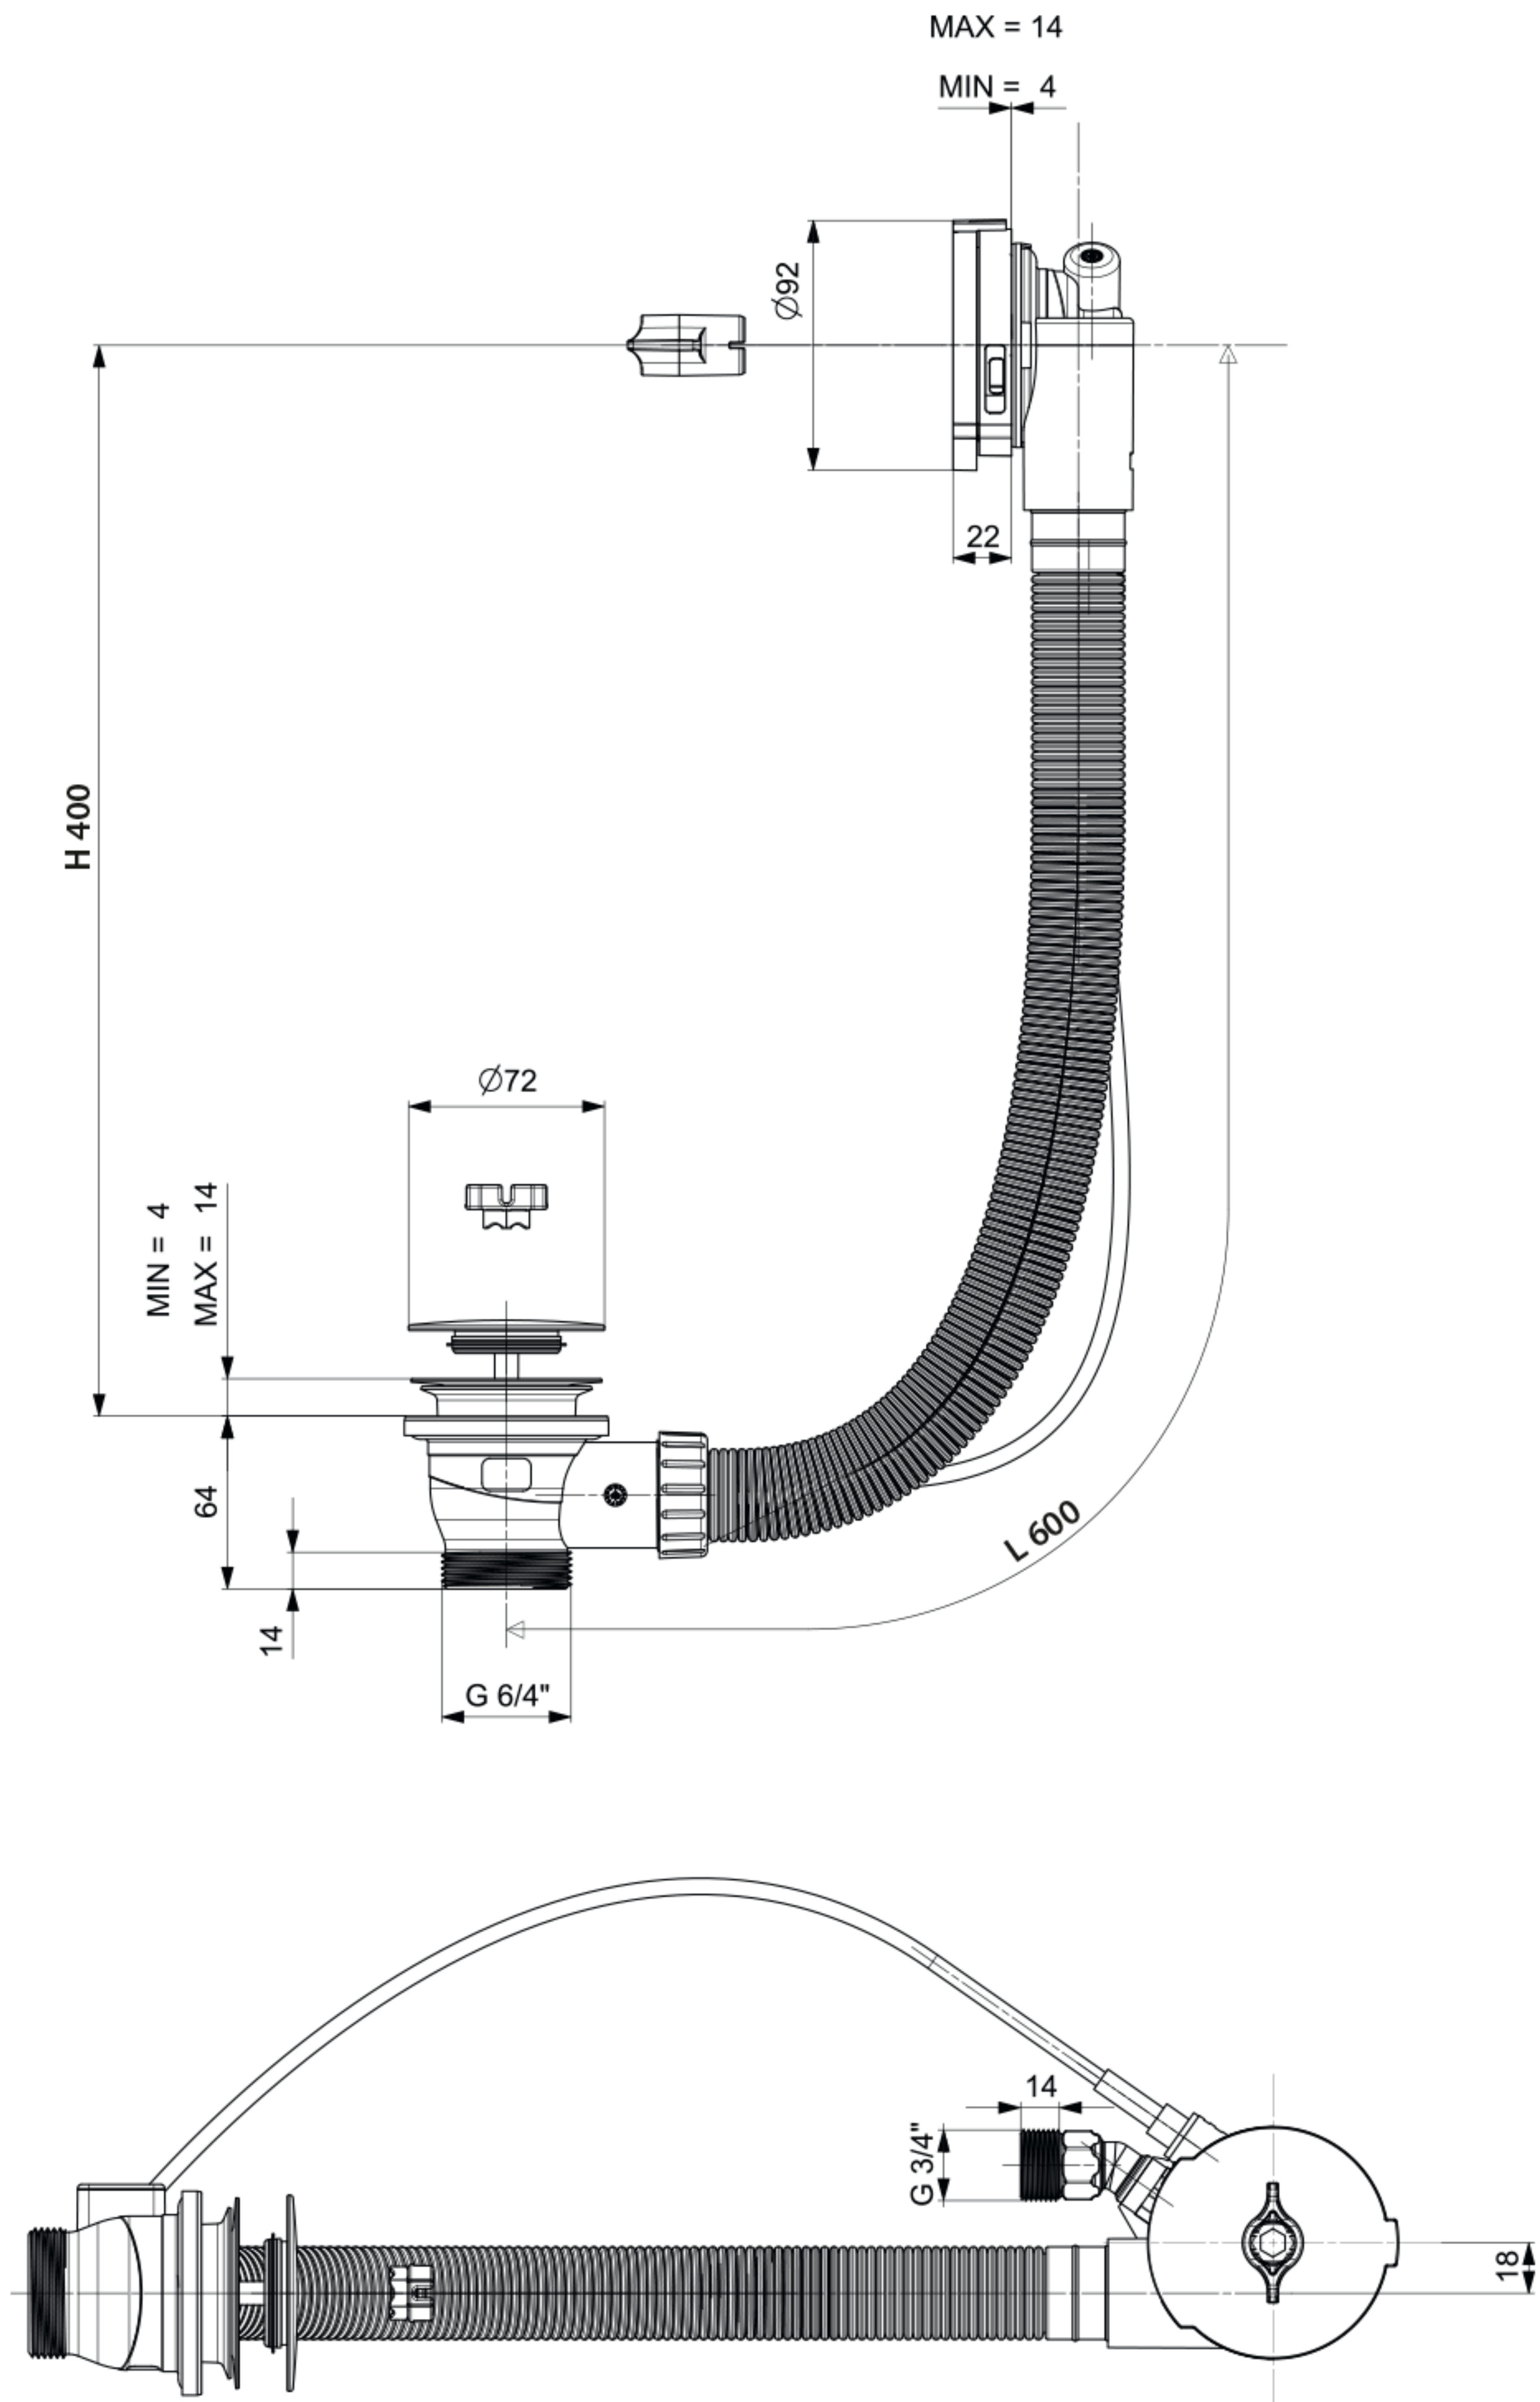 MAX = 14
MIN = 4
Ø92
22
H 400
Ø72
MIN = 4
MAX = 14
64
14
L 600
G 6/4"
14
G 3/4"
18